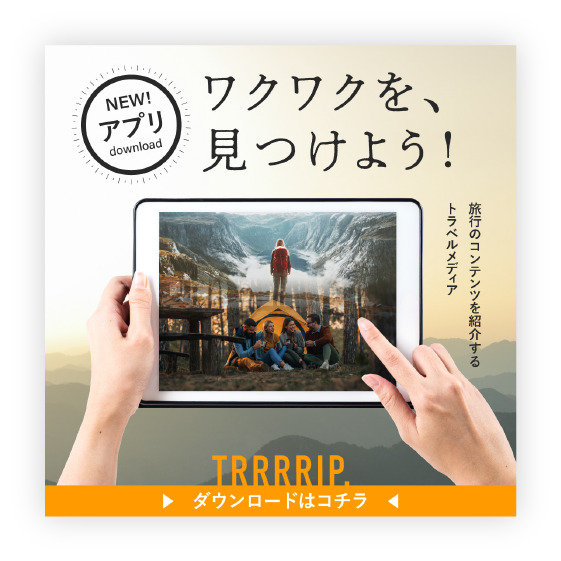 NEW!
アプリ
download
ワクワクを、
見つけよう!
旅行のコンテンツを紹介する
トラベルメディア
TRRRRIP.
ダウンロードはコチラ